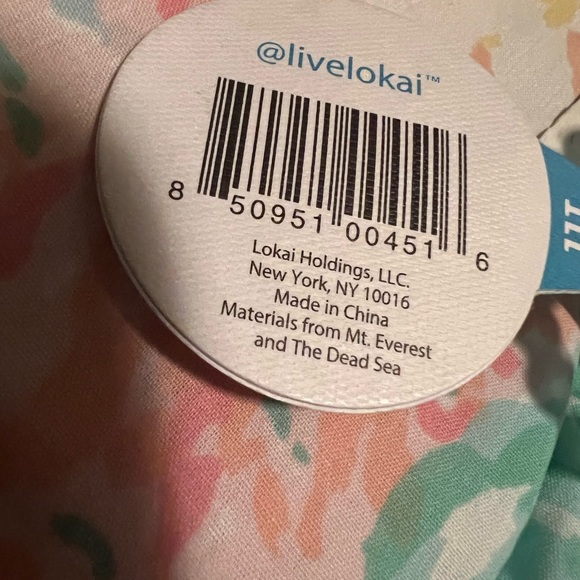 @livelokai™
8 50951 00451 6
Lokai Holdings, LLC.
New York, NY 10016
Made in China
Materials from Mt. Everest
and The Dead Sea